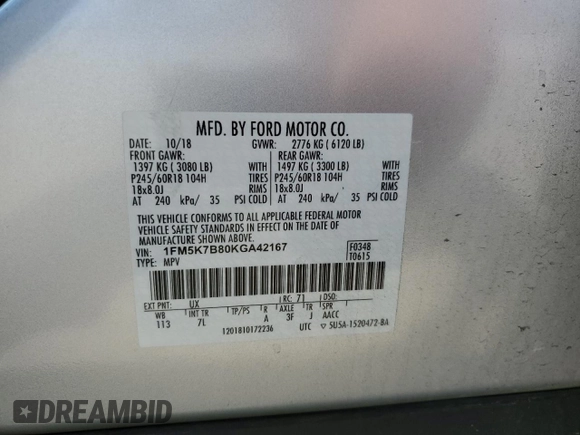 MFD. BY FORD MOTOR CO.
DATE: 10/18 GVWR: 2776 KG ( 6120 LB)
FRONT GAWR: REAR GAWR:
1397 KG ( 3080 LB) WITH 1497 KG ( 3300 LB) WITH
P245/60R18 104H TIRES P245/60R18 104H TIRES
18x8.0J RIMS 18x8.0J RIMS
AT 240 kPa/ 35 PSI COLD AT 240 kPa/ 35 PSI COLD
THIS VEHICLE CONFORMS TO ALL APPLICABLE FEDERAL MOTOR
VEHICLE SAFETY STANDARDS IN EFFECT ON THE DATE OF
MANUFACTURE SHOWN ABOVE.
VIN: 1FM5K7B80KGA42167 F0348
TYPE: MPV T0615
EXT PNT: UX RC: 71 DSO:
WB INT TR TP/PS R AXLE TR SPR
113 7L A 3F J AACC
1201810172236 UTC 5U5A-1520472-BA
DREAMBID